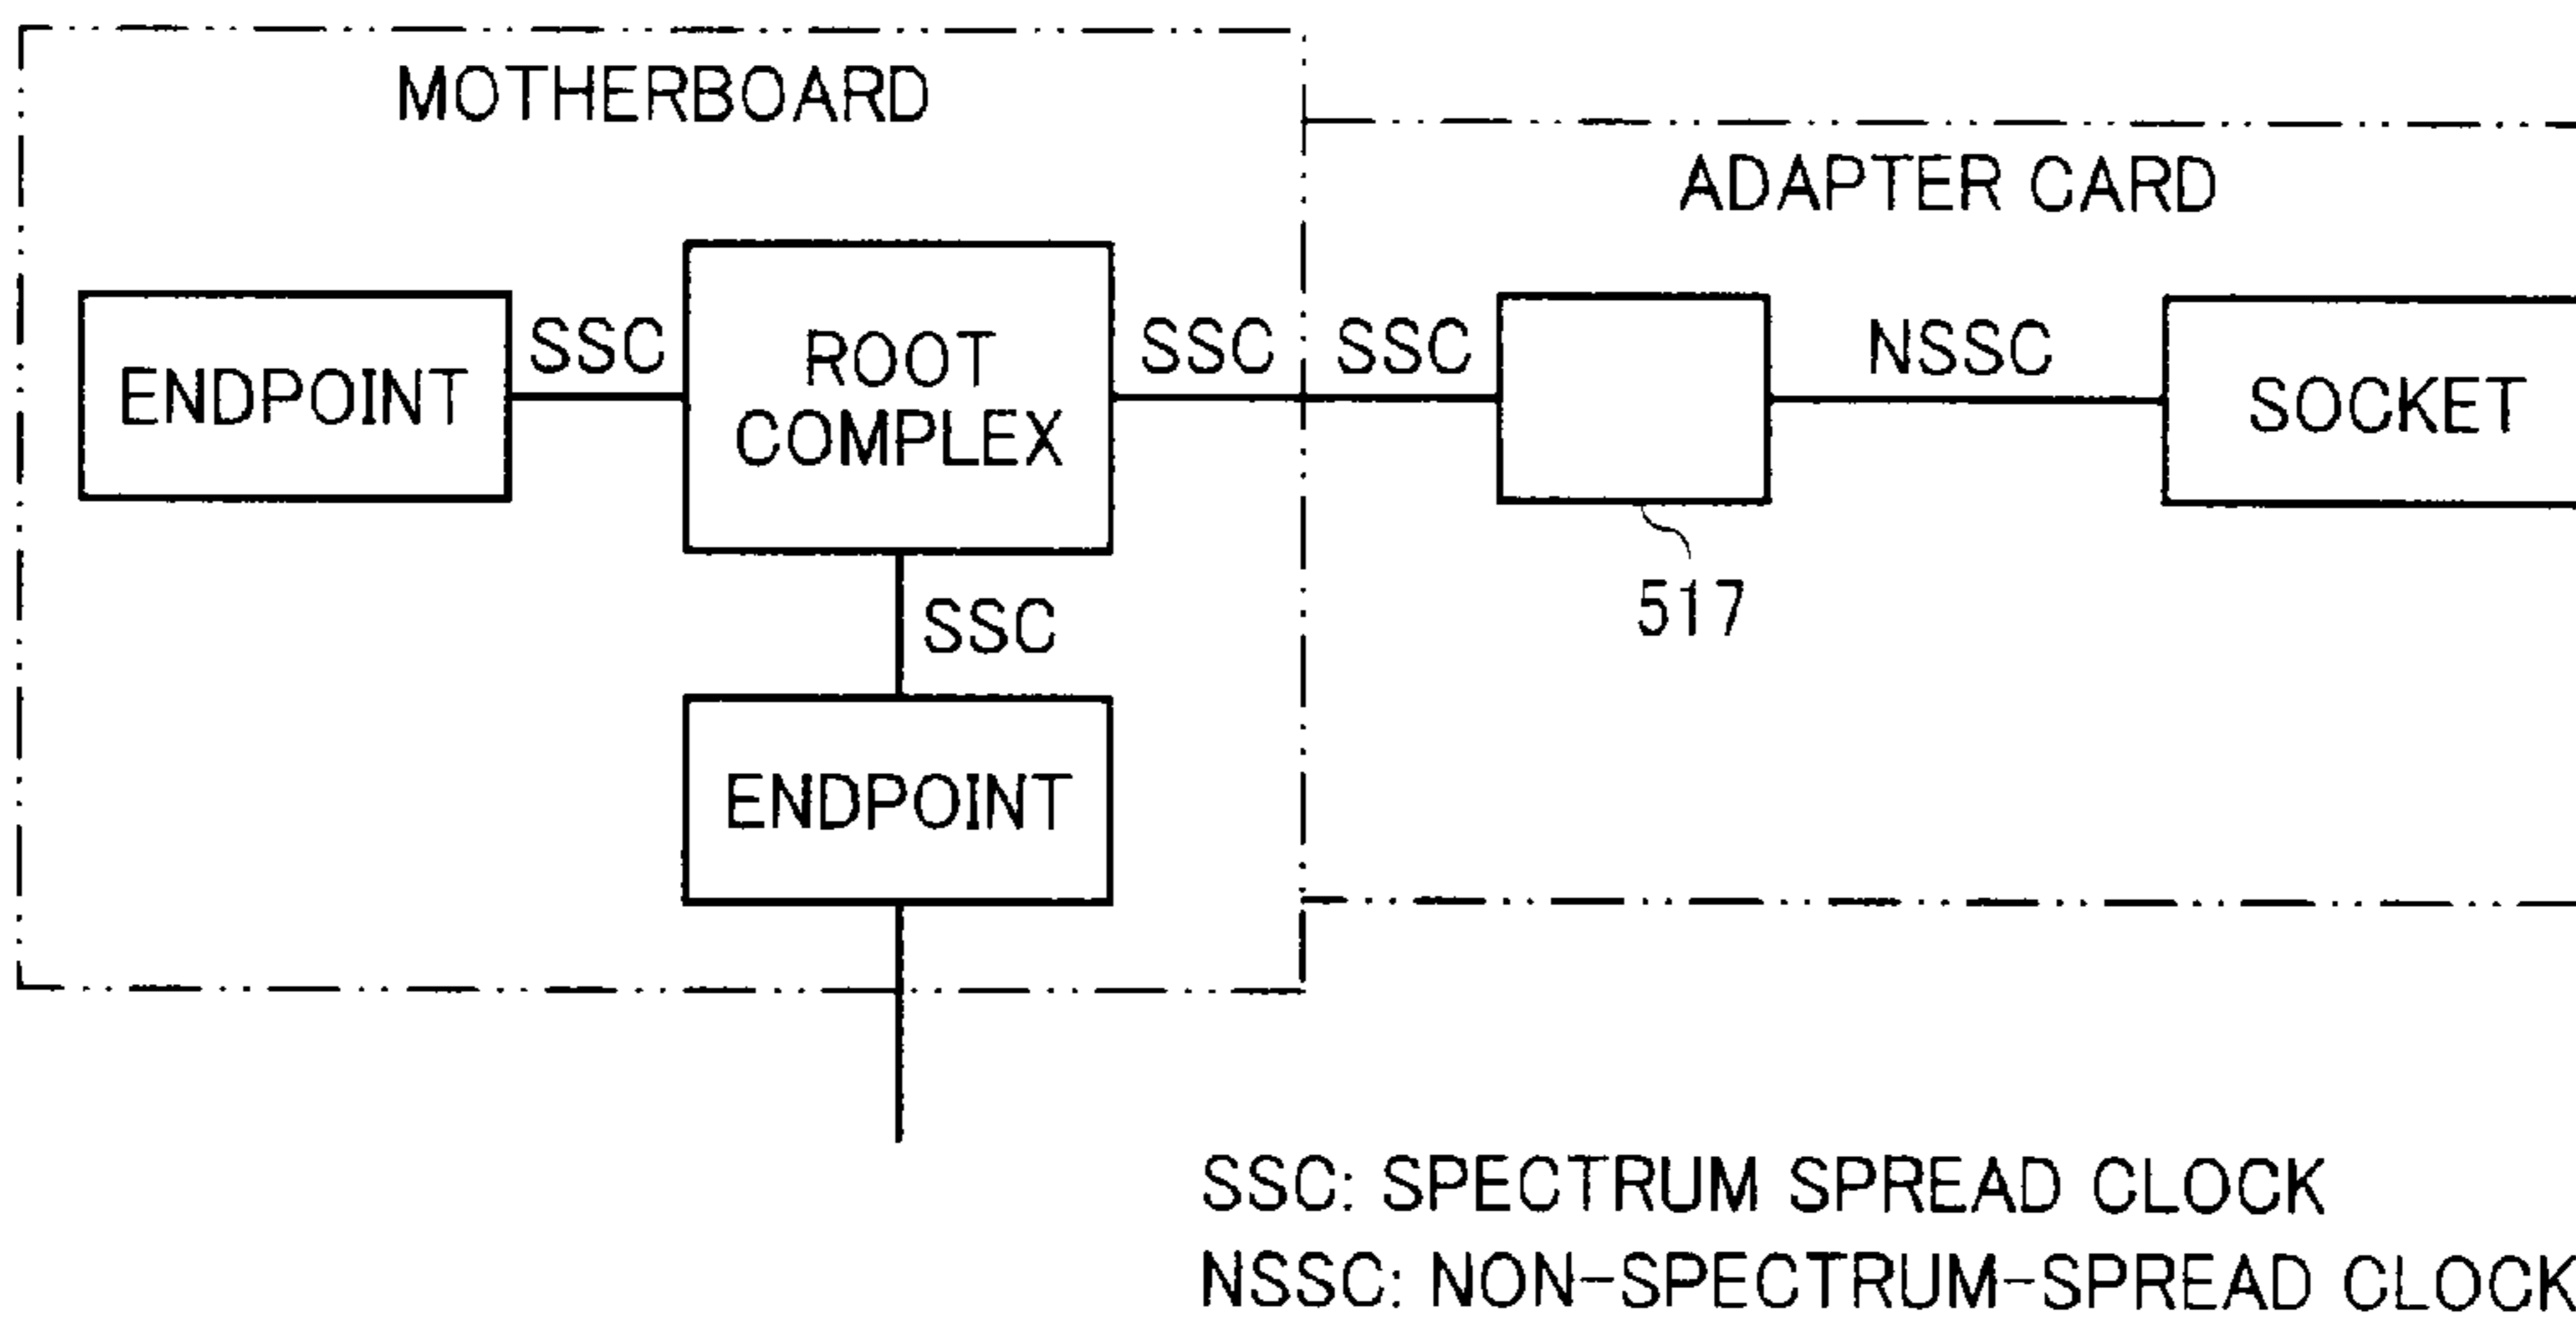 MOTHERBOARD
ADAPTER CARD
ENDPOINT
SSC
ROOT
COMPLEX
SSC
SSC
NSSC
SOCKET
517
SSC
ENDPOINT
SSC: SPECTRUM SPREAD CLOCK
NSSC: NON-SPECTRUM-SPREAD CLOCK